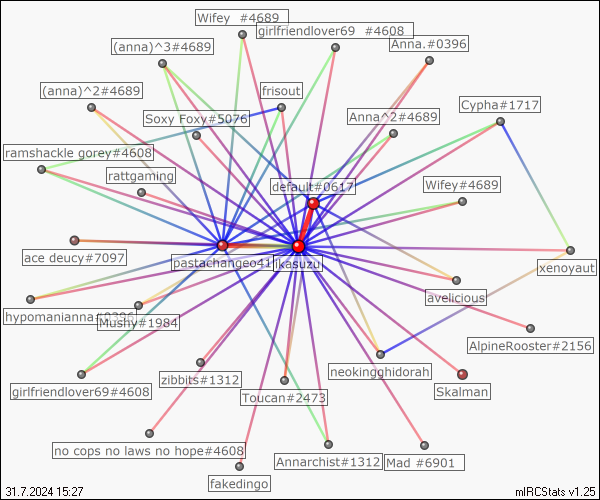 Wifey  #4689
girlfriendlover69  #4608
(anna)^3#4689
Anna.#0396
(anna)^2#4689
frisout
Cypha#1717
Soxy Foxy#5076
Anna^2#4689
ramshackle gorey#4608
rattgaming
default#0617
Wifey#4689
ace deucy#7097
pastachangeo41
ikasuzu
xenoyaut
avelicious
hypomanianna#0396
Mushy#1984
AlpineRooster#2156
girlfriendlover69#4608
zibbits#1312
neokingghidorah
Toucan#2473
Skalman
no cops no laws no hope#4608
Annarchist#1312
Mad #6901
fakedingo
31.7.2024 15:27
mIRCStats v1.25